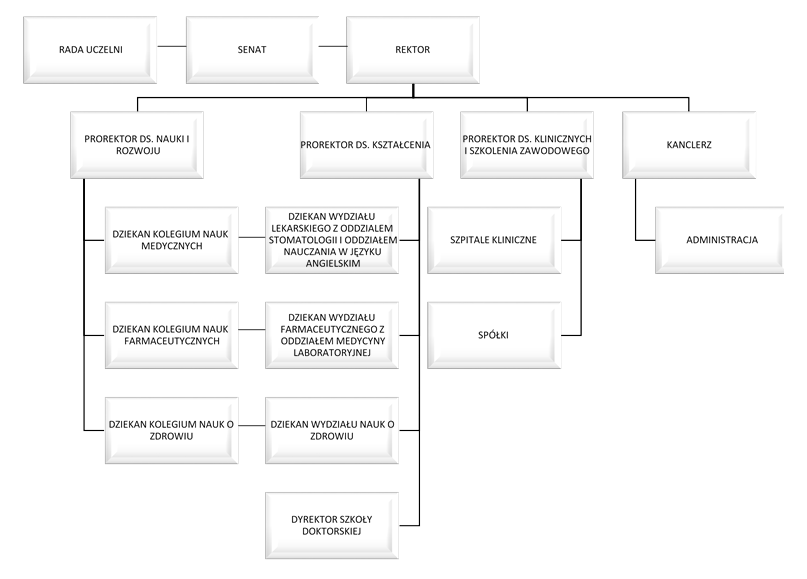 RADA UCZELNI
SENAT
REKTOR
PROREKTOR DS. NAUKI I
ROZWOJU
PROREKTOR DS. KSZTAŁCENIA
PROREKTOR DS. KLINICZNYCH
I SZKOLENIA ZAWODOWEGO
KANCLERZ
DZIEKAN KOLEGIUM NAUK
MEDYCZNYCH
DZIEKAN WYDZIAŁU
LEKARSKIEGO Z ODDZIAŁEM
STOMATOLOGII I ODDZIAŁEM
NAUCZANIA W JĘZYKU
ANGIELSKIM
SZPITALE KLINICZNE
ADMINISTRACJA
DZIEKAN KOLEGIUM NAUK
FARMACEUTYCZNYCH
DZIEKAN WYDZIAŁU
FARMACEUTYCZNEGO Z
ODDZIAŁEM MEDYCYNY
LABORATORYJNEJ
SPÓŁKI
DZIEKAN KOLEGIUM NAUK O
ZDROWIU
DZIEKAN WYDZIAŁU NAUK O
ZDROWIU
DYREKTOR SZKOŁY
DOKTORSKIEJ